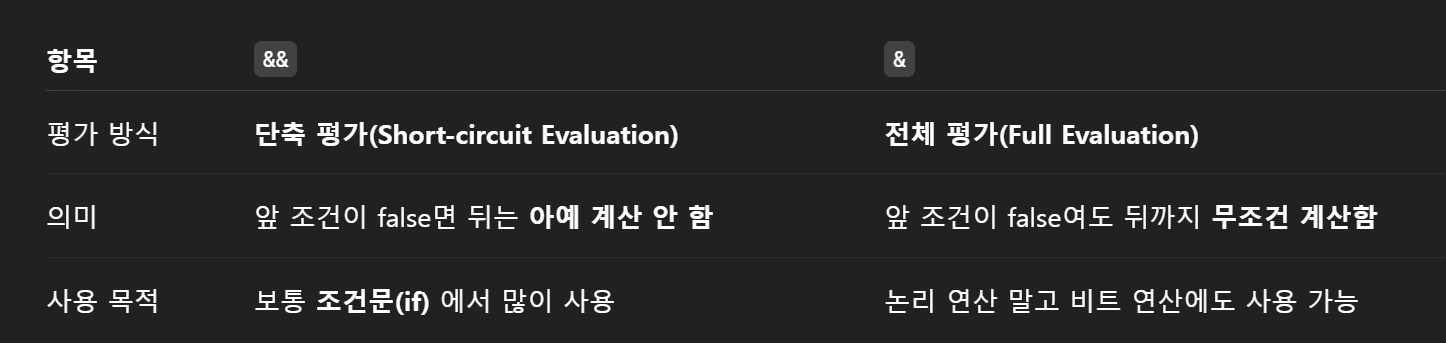 항목 && &
평가 방식 단축 평가(Short-circuit Evaluation) 전체 평가(Full Evaluation)
의미 앞 조건이 false면 뒤는 아예 계산 안 함 앞 조건이 false여도 뒤까지 무조건 계산함
사용 목적 보통 조건문(if) 에서 많이 사용 논리 연산 말고 비트 연산에도 사용 가능